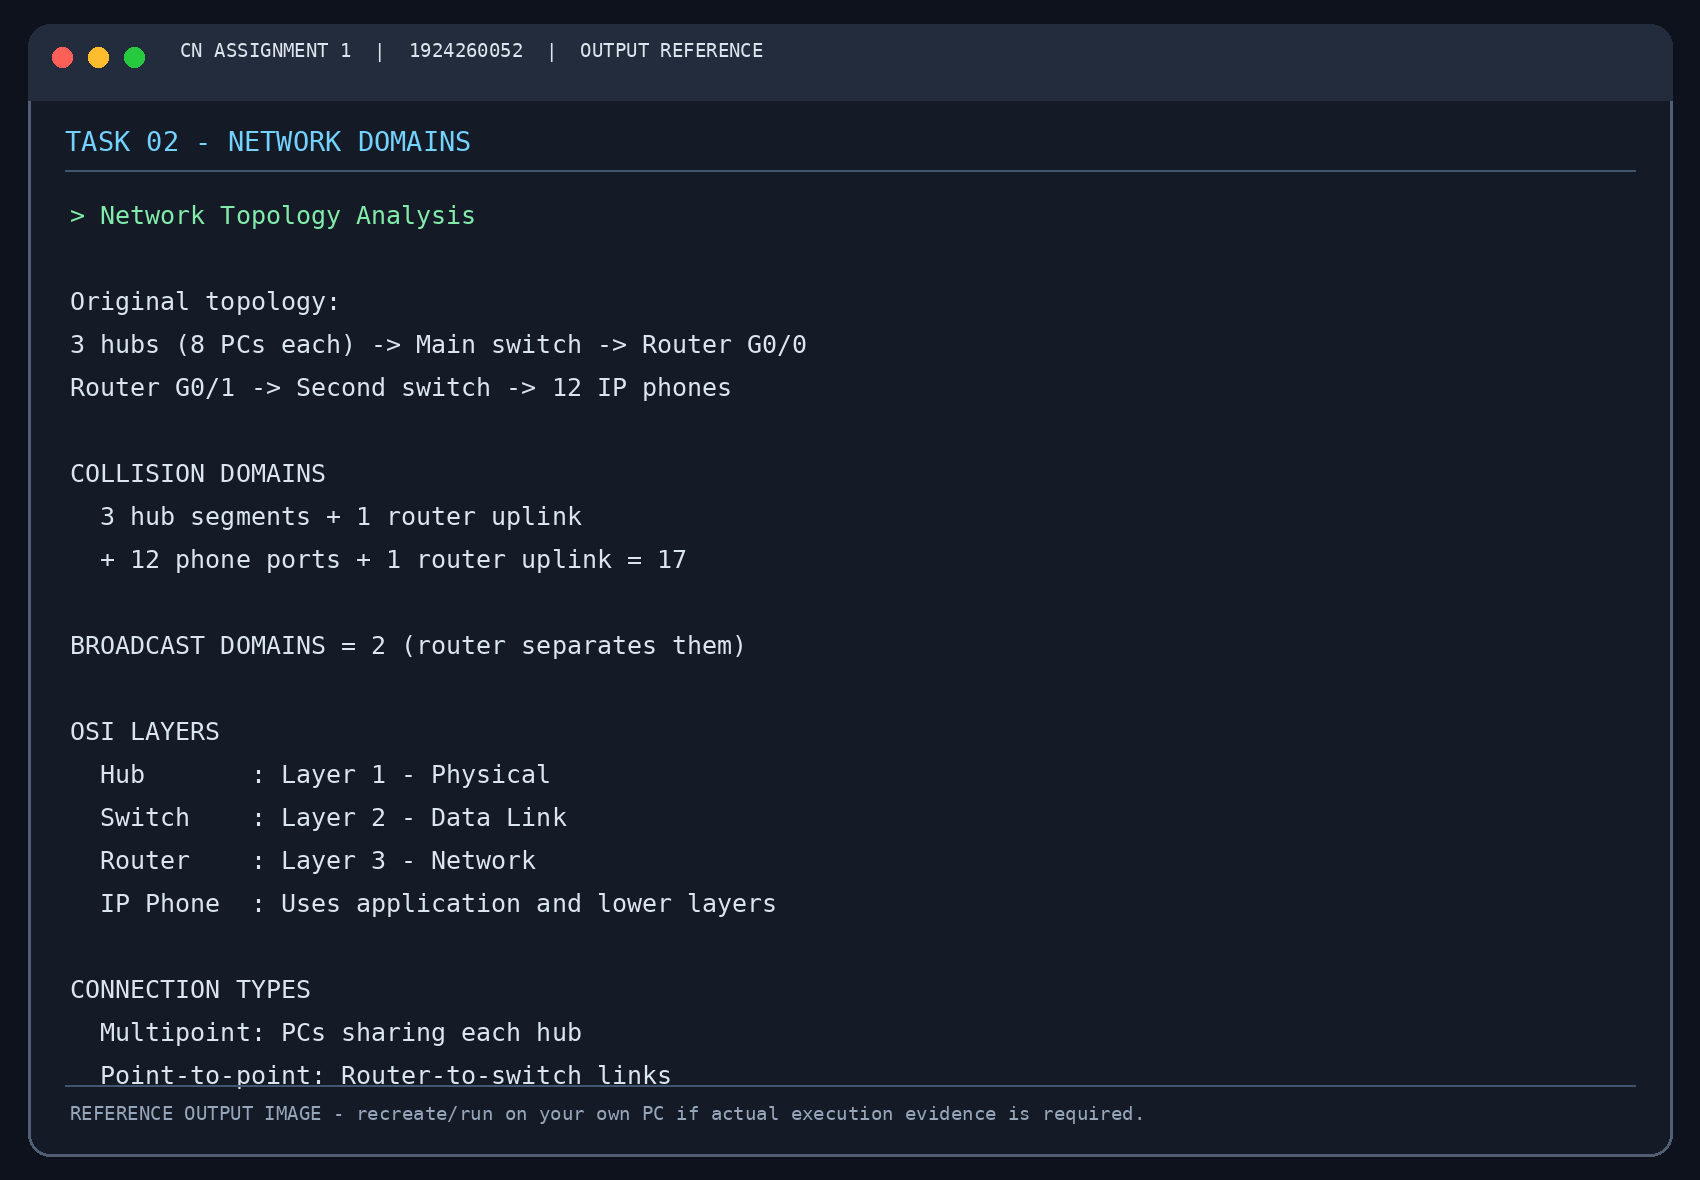 CN ASSIGNMENT 1 | 1924260052 | OUTPUT REFERENCE
TASK 02 - NETWORK DOMAINS
> Network Topology Analysis
Original topology:
3 hubs (8 PCs each) -> Main switch -> Router G0/0
Router G0/1 -> Second switch -> 12 IP phones
COLLISION DOMAINS
3 hub segments + 1 router uplink
+ 12 phone ports + 1 router uplink = 17
BROADCAST DOMAINS = 2 (router separates them)
OSI LAYERS
Hub : Layer 1 - Physical
Switch : Layer 2 - Data Link
Router : Layer 3 - Network
IP Phone : Uses application and lower layers
CONNECTION TYPES
Multipoint: PCs sharing each hub
Point-to-point: Router-to-switch links
REFERENCE OUTPUT IMAGE - recreate/run on your own PC if actual execution evidence is required.